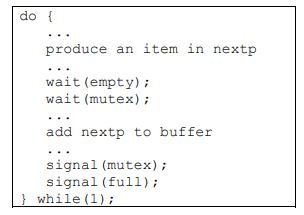 do {
...
produce an item in nextp
...
wait(empty);
wait(mutex);
...
add nextp to buffer
...
signal(mutex);
signal(full);
} while(1);